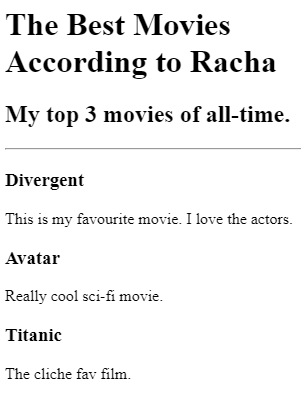 The Best Movies
According to Racha
My top 3 movies of all-time.
Divergent
This is my favourite movie. I love the actors.
Avatar
Really cool sci-fi movie.
Titanic
The cliche fav film.